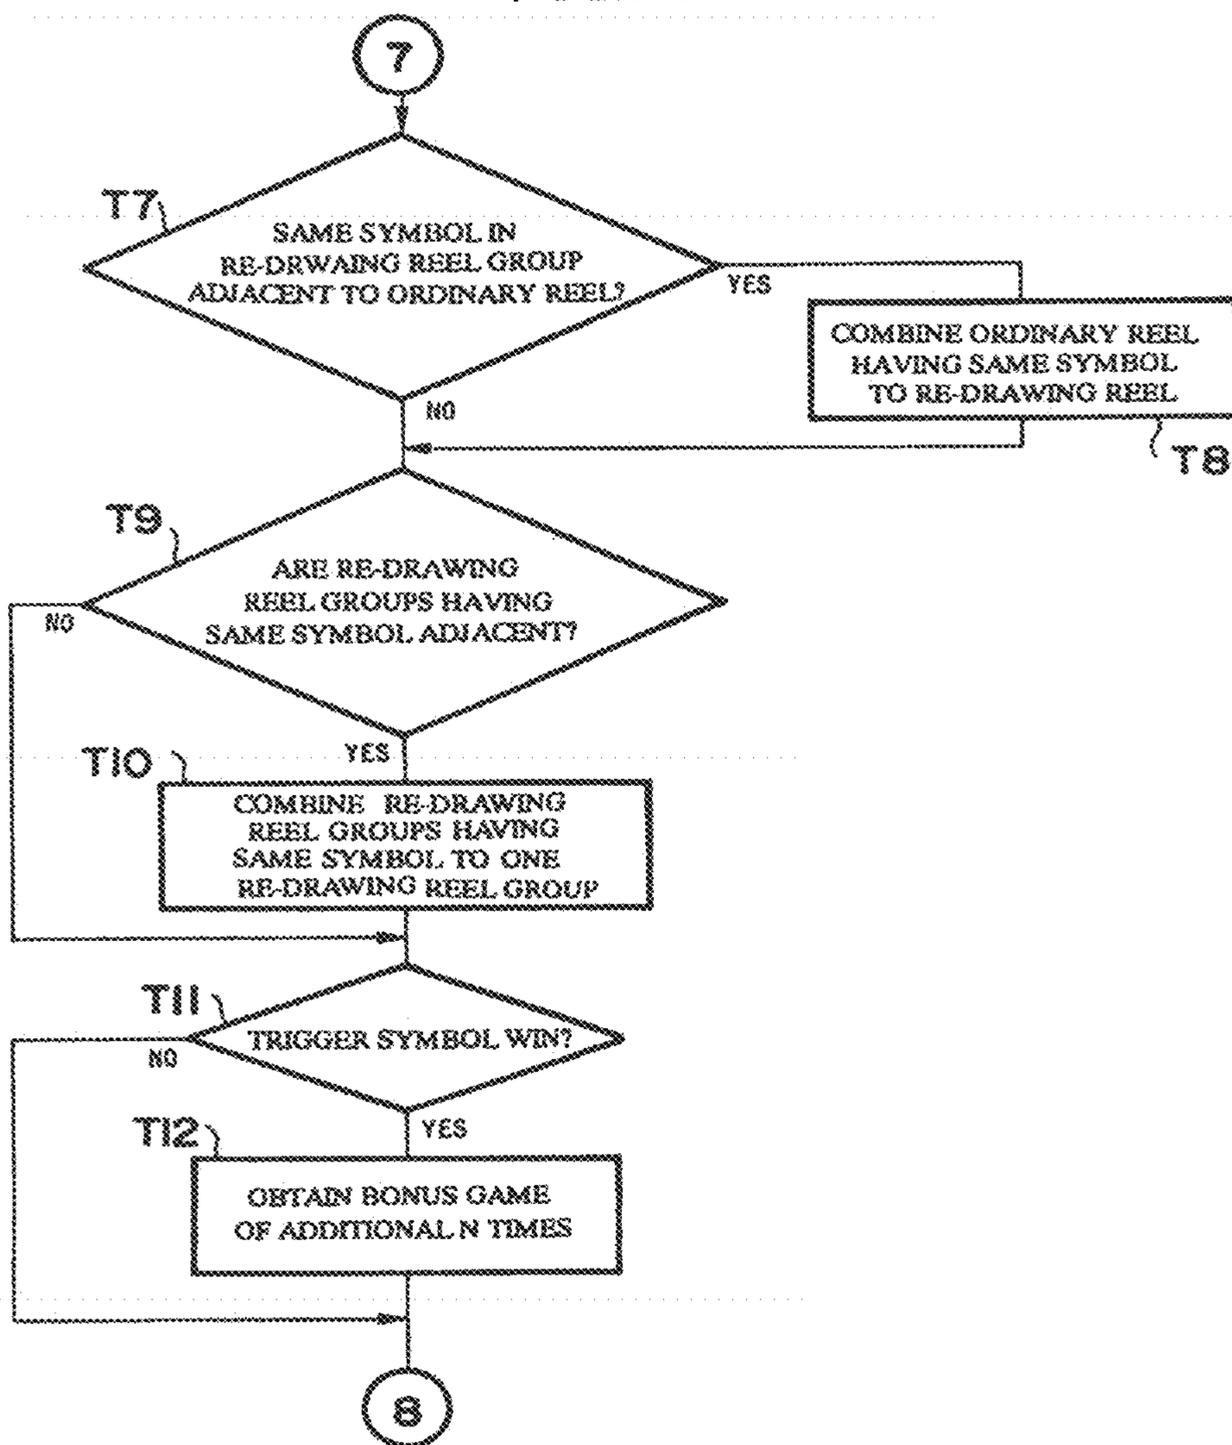 7
T7
SAME SYMBOL IN
RE-DRWAING REEL GROUP
ADJACENT TO ORDINARY REEL?
YES
COMBINE ORDINARY REEL
HAVING SAME SYMBOL
TO RE-DRAWING REEL
T8
NO
T9
ARE RE-DRAWING
REEL GROUPS HAVING
SAME SYMBOL ADJACENT?
NO
YES
T10
COMBINE RE-DRAWING
REEL GROUPS HAVING
SAME SYMBOL TO ONE
RE-DRAWING REEL GROUP
T11
TRIGGER SYMBOL WIN?
NO
YES
T12
OBTAIN BONUS GAME
OF ADDITIONAL N TIMES
8